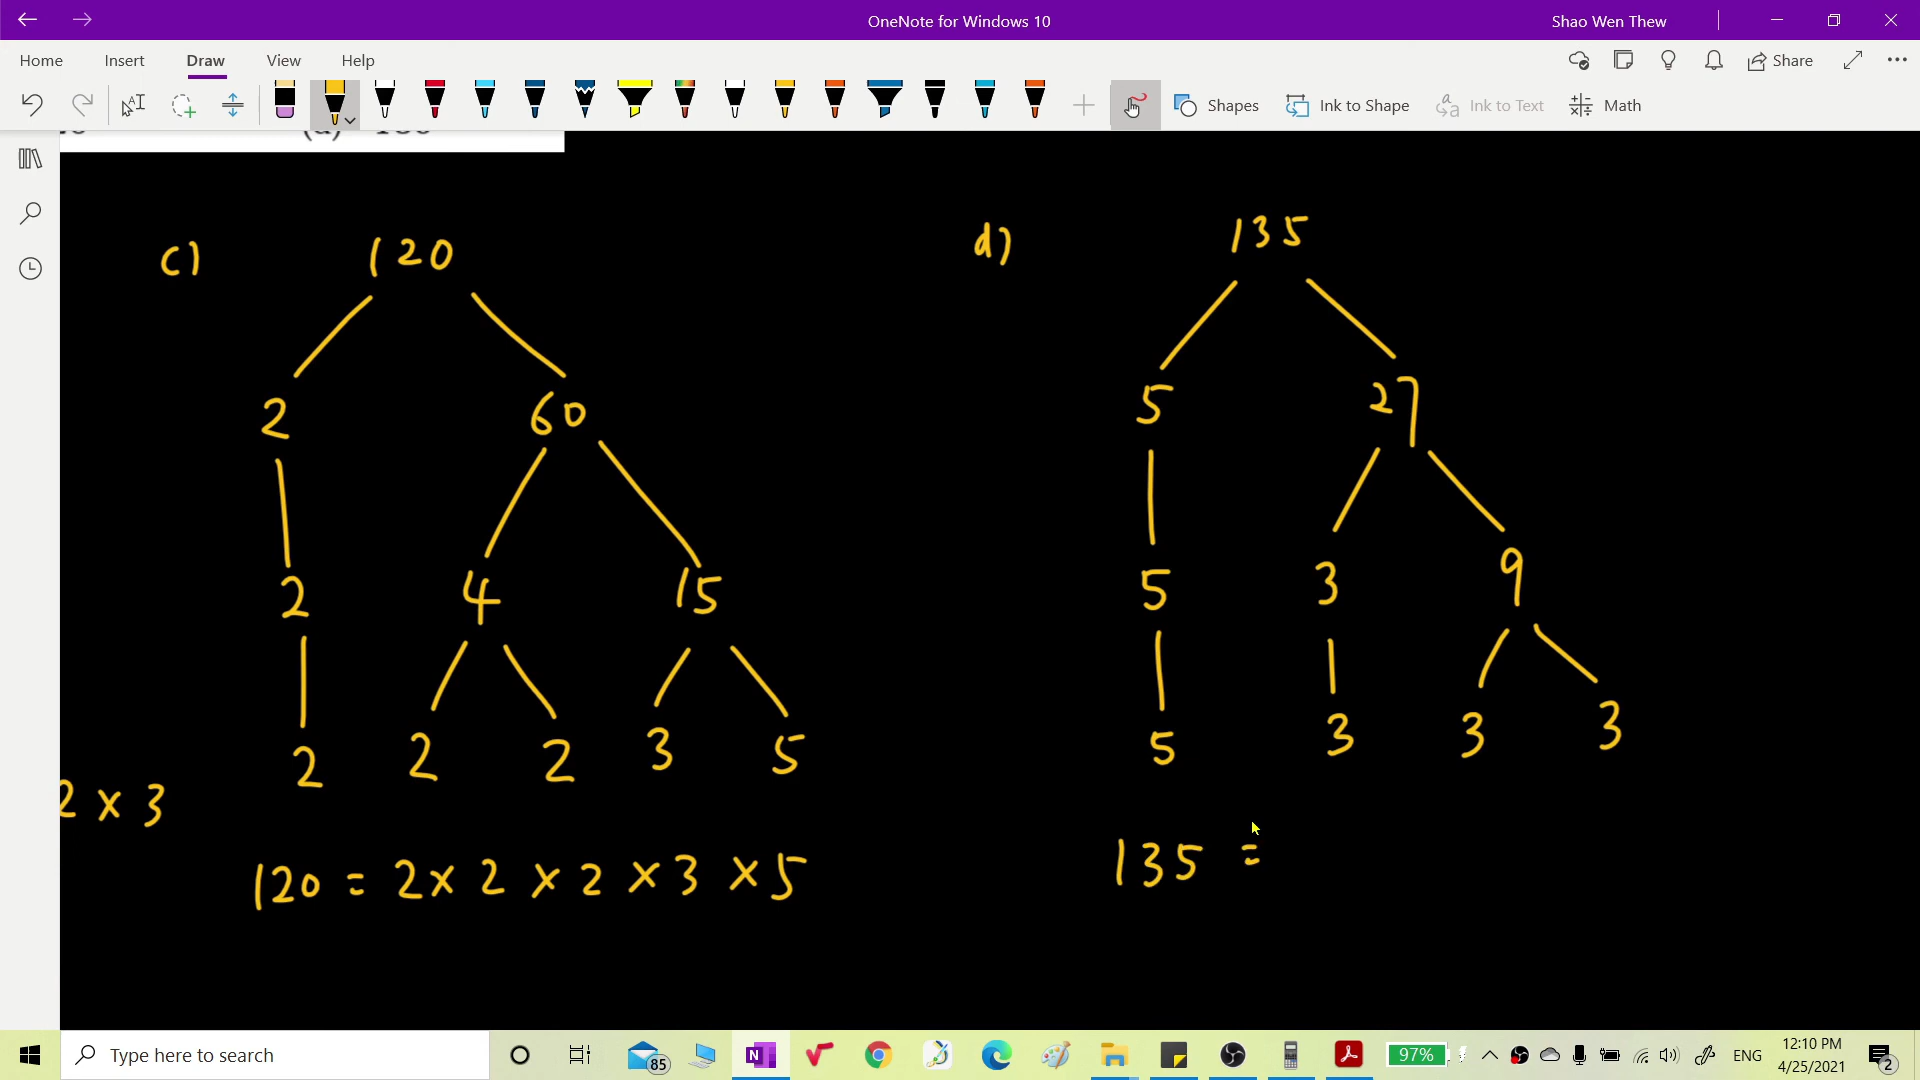 OneNote for Windows 10
Shao Wen Thew
Home Insert Draw View Help
Share
Shapes Ink to Shape Ink to Text Math
c) 120
2 60
2 4 15
2 2 2 3 5
2 x 3
120 = 2 x 2 x 2 x 3 x 5
d) 135
5 27
5 3 9
5 3 3 3
135 =
Type here to search
85
97%
ENG
12:10 PM
4/25/2021
2